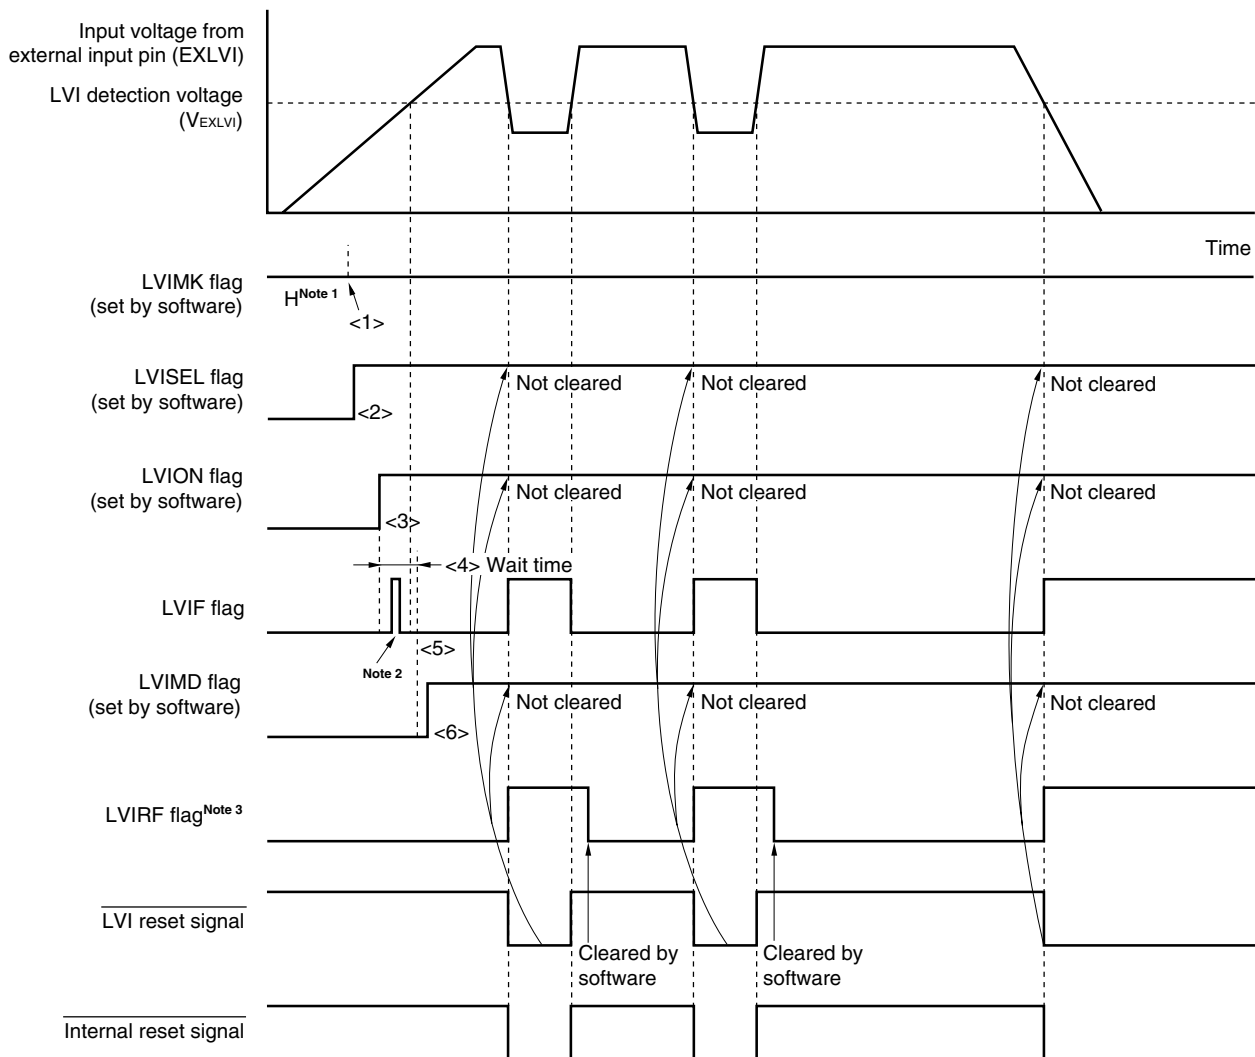 Input voltage from
external input pin (EXLVI)
LVI detection voltage
(VEXLVI)
Time
LVIMK flag
(set by software)
HNote 1
<1>
LVISEL flag
(set by software)
<2>
Not cleared
Not cleared
Not cleared
LVION flag
(set by software)
<3>
Not cleared
Not cleared
Not cleared
<4> Wait time
LVIF flag
Note 2
<5>
LVIMD flag
(set by software)
<6>
Not cleared
Not cleared
Not cleared
LVIRF flagNote 3
LVI reset signal
Cleared by
software
Cleared by
software
Internal reset signal